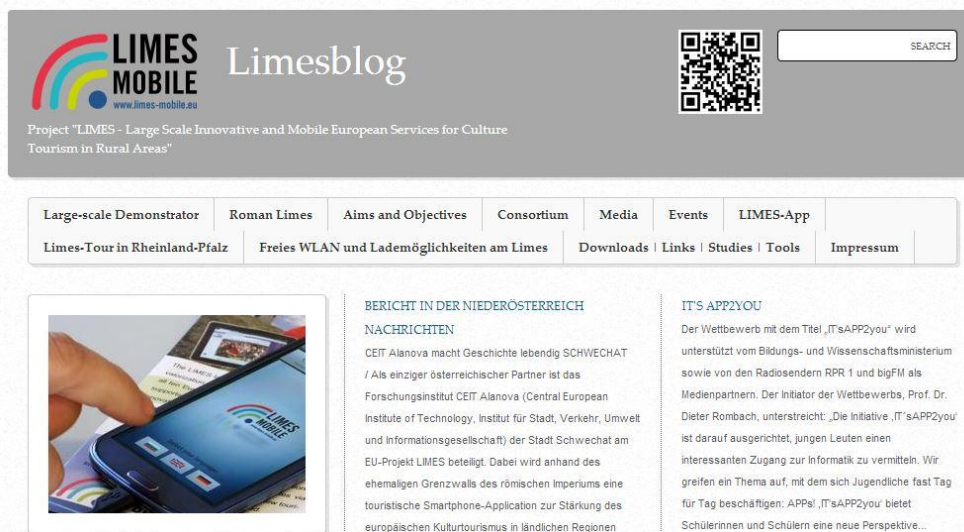 LIMES
MOBILE
www.limes-mobile.eu
Limesblog
SEARCH
Project "LIMES - Large Scale Innovative and Mobile European Services for Culture
Tourism in Rural Areas"
Large-scale Demonstrator
Roman Limes
Aims and Objectives
Consortium
Media
Events
LIMES-App
Limes-Tour in Rheinland-Pfalz
Freies WLAN und Lademöglichkeiten am Limes
Downloads | Links | Studies | Tools
Impressum
The LIMES
LIMES
MOBILE
BERICHT IN DER NIEDERÖSTERREICH
NACHRICHTEN
CEIT Alanova macht Geschichte lebendig SCHWECHAT
/ Als einziger österreichischer Partner ist das
Forschungsinstitut CEIT Alanova (Central European
Institute of Technology, Institut für Stadt, Verkehr, Umwelt
und Informationsgesellschaft) der Stadt Schwechat am
EU-Projekt LIMES beteiligt. Dabei wird anhand des
ehemaligen Grenzwalls des römischen Imperiums eine
touristische Smartphone-Application zur Stärkung des
europäischen Kulturtourismus in ländlichen Regionen
IT'S APP2YOU
Der Wettbewerb mit dem Titel „IT'sAPP2you" wird
unterstützt vom Bildungs- und Wissenschaftsministerium
sowie von den Radiosendern RPR 1 und bigFM als
Medienpartnern. Der Initiator der Wettbewerbs, Prof. Dr.
Dieter Rombach, unterstreicht: „Die Initiative ‚IT´sAPP2you'
ist darauf ausgerichtet, jungen Leuten einen
interessanten Zugang zur Informatik zu vermitteln. Wir
greifen ein Thema auf, mit dem sich Jugendliche fast Tag
für Tag beschäftigen: APPs! ‚IT'sAPP2you' bietet
Schülerinnen und Schülern eine neue Perspektive...